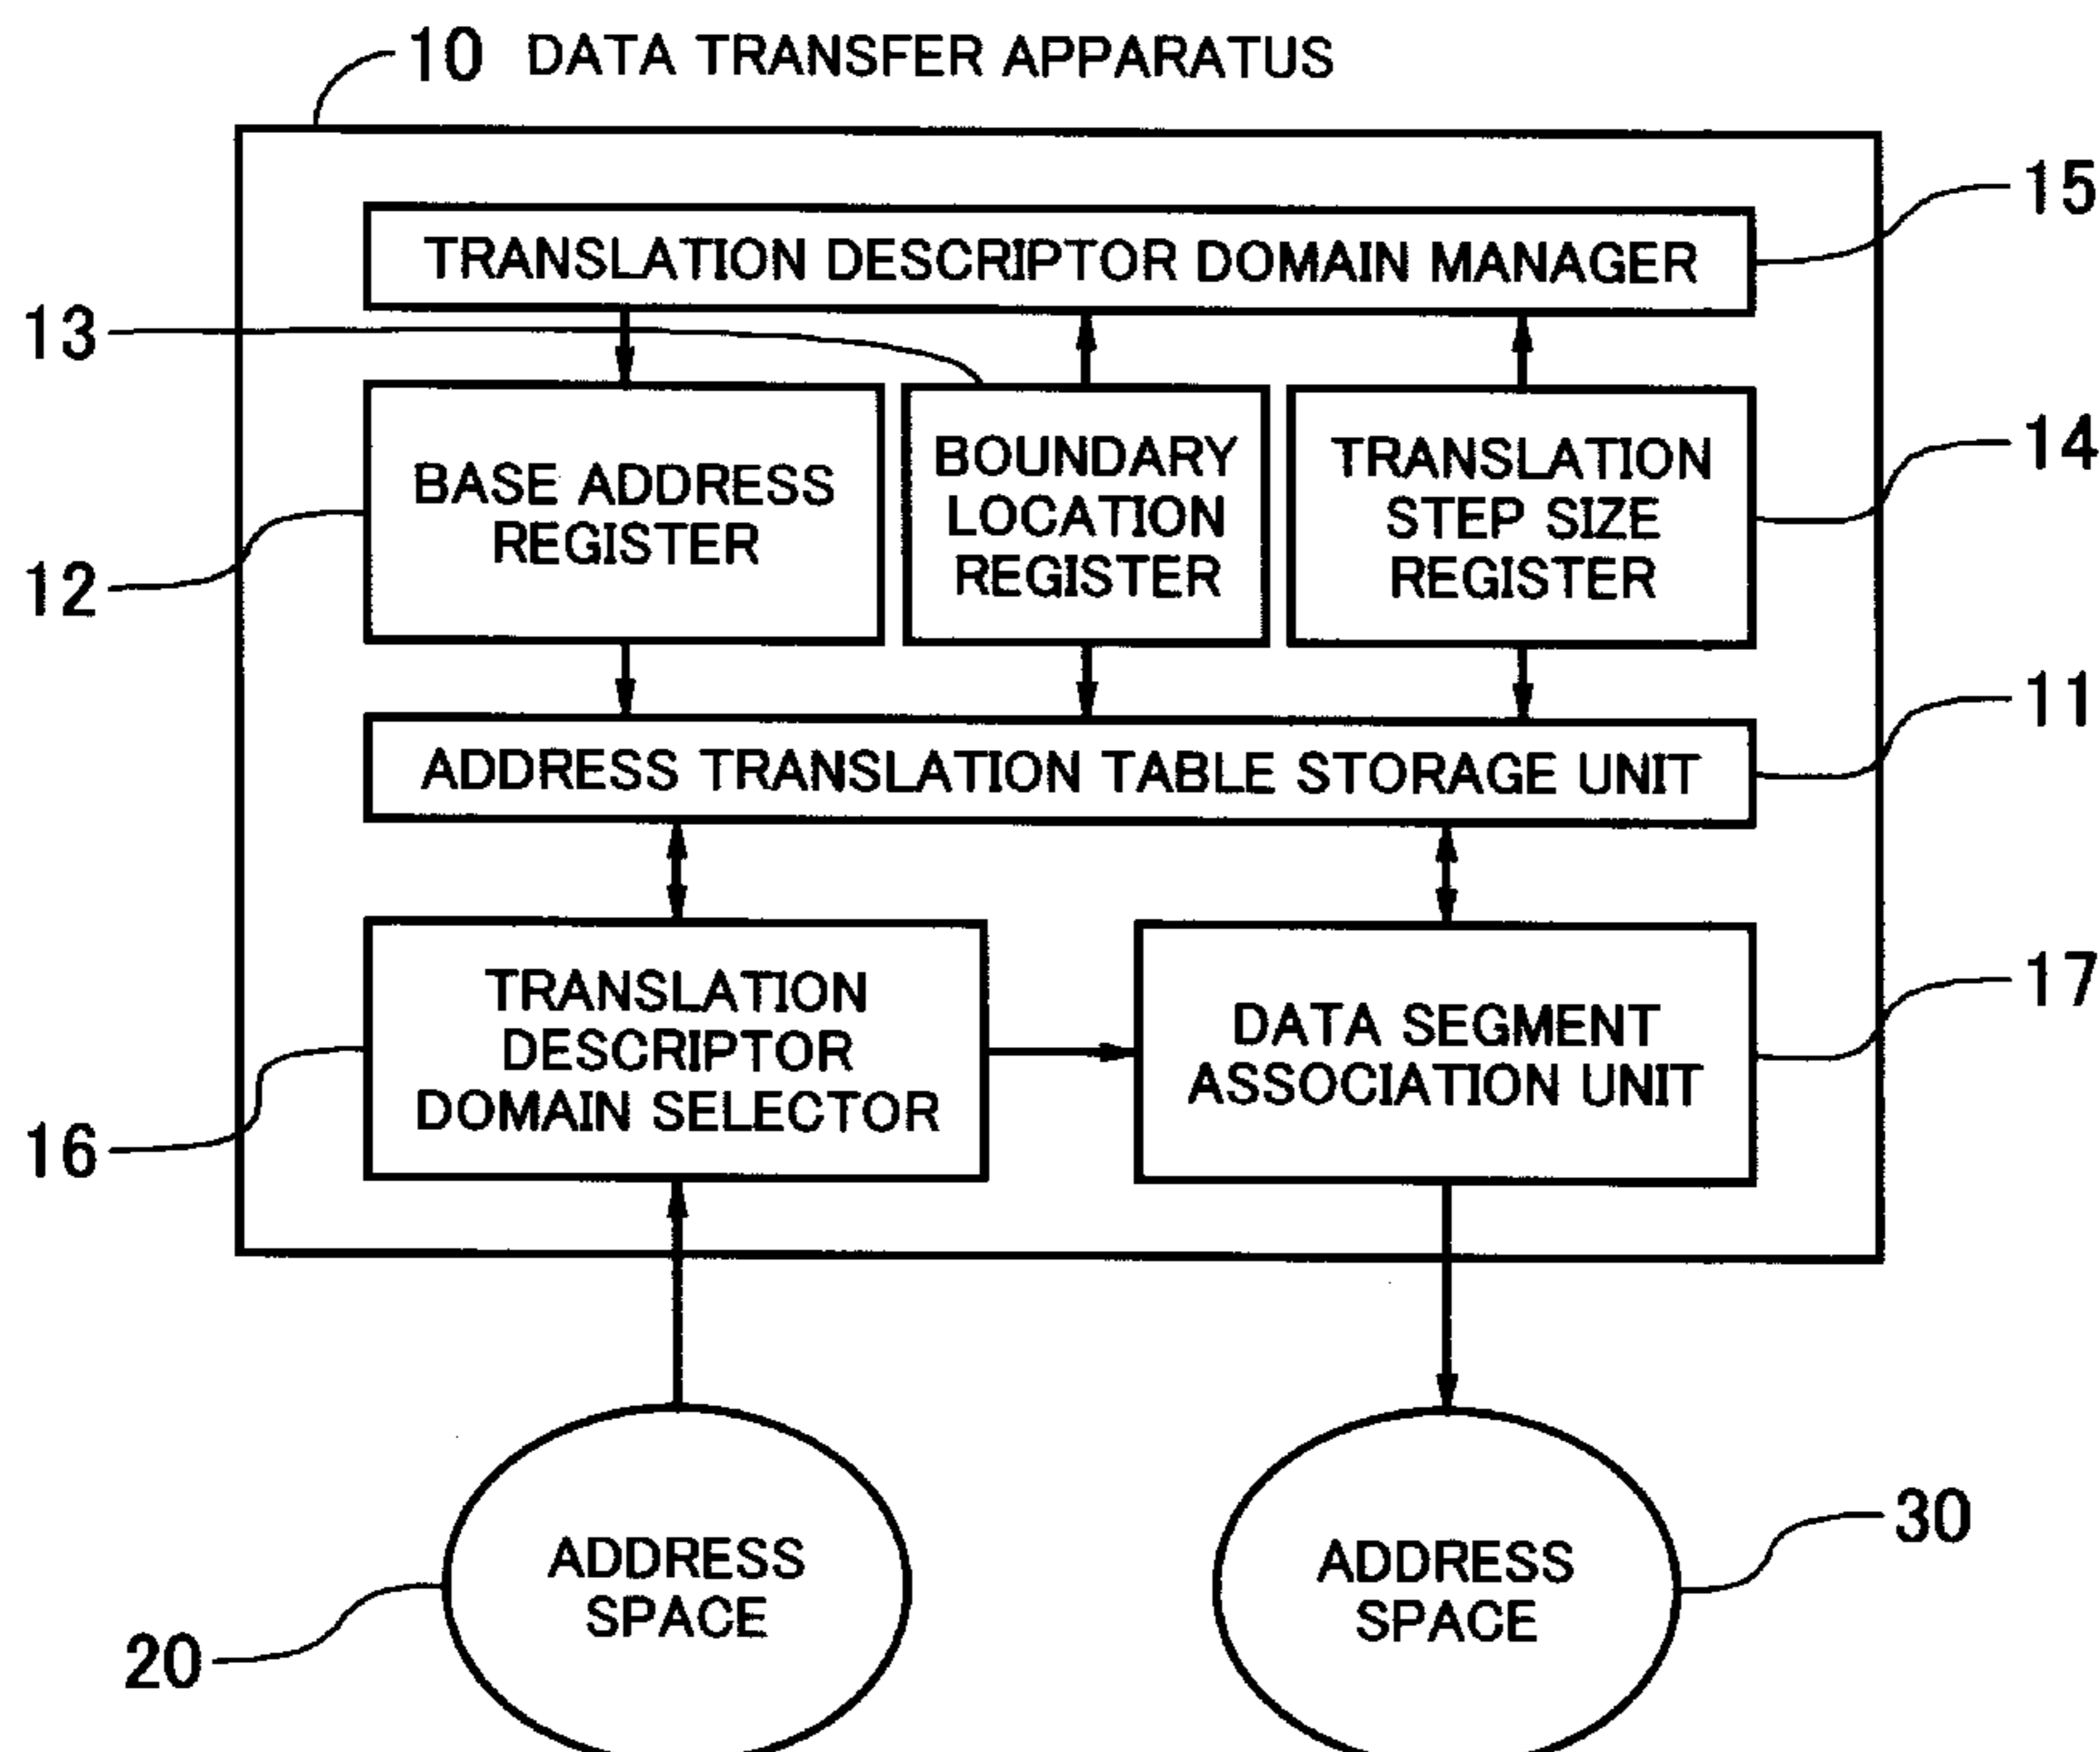 10 DATA TRANSFER APPARATUS
15
TRANSLATION DESCRIPTOR DOMAIN MANAGER
13
BASE ADDRESS
REGISTER
BOUNDARY
LOCATION
REGISTER
TRANSLATION
STEP SIZE
REGISTER
14
12
11
ADDRESS TRANSLATION TABLE STORAGE UNIT
TRANSLATION
DESCRIPTOR
DOMAIN SELECTOR
DATA SEGMENT
ASSOCIATION UNIT
17
16
ADDRESS
SPACE
ADDRESS
SPACE
30
20